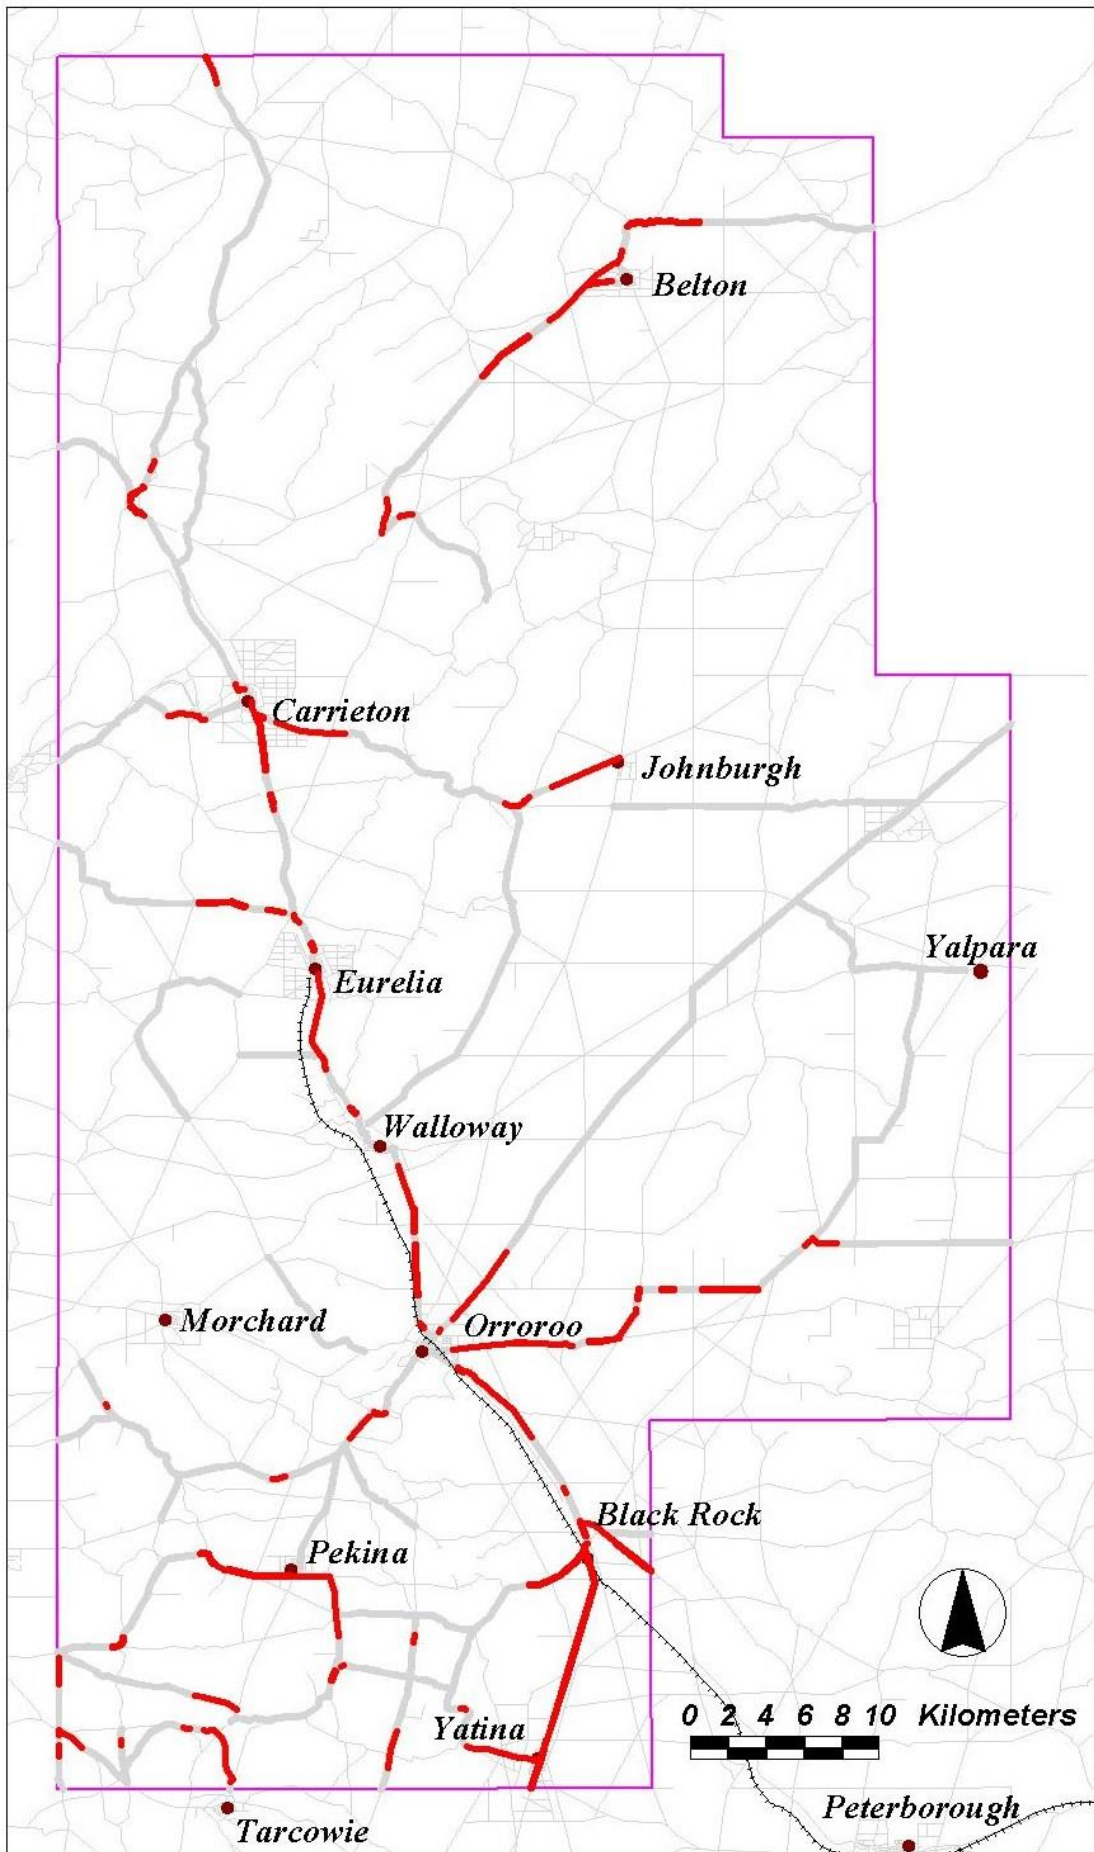 Belton
Carrieton
Johnburgh
Yalpara
Eurelia
Walloway
Morchard
Orroroo
Black Rock
Pekina
0 2 4 6 8 10 Kilometers
Yatina
Peterborough
Tarcowie